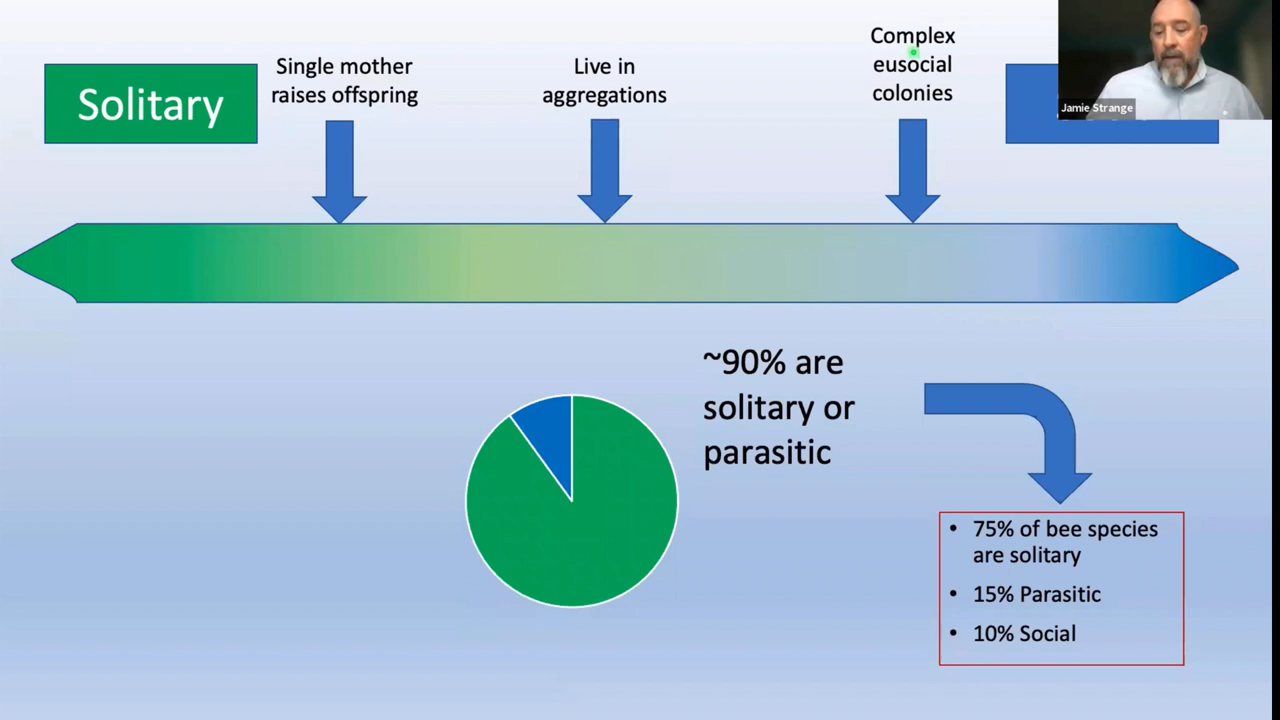 Solitary
Single mother
raises offspring
Live in
aggregations
Complex
eusocial
colonies
Jamie Strange
~90% are
solitary or
parasitic
• 75% of bee species
are solitary
• 15% Parasitic
• 10% Social